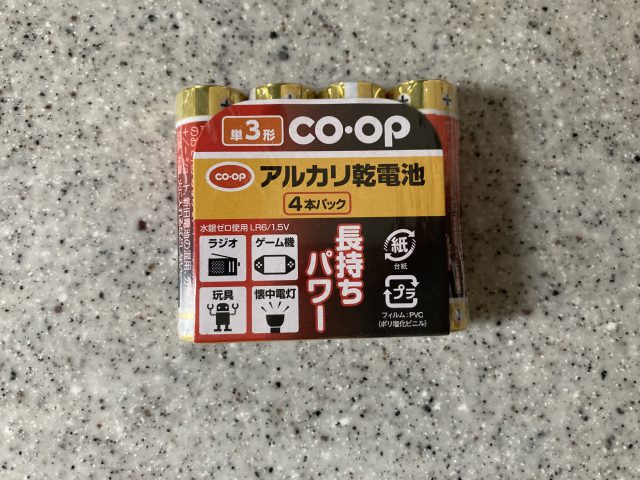 単3形
CO・OP
CO・OP
アルカリ乾電池
4本パック
水銀ゼロ使用 LR6/1.5V
ラジオ
ゲーム機
玩具
懐中電灯
長持ち
パワー
紙
台紙
プラ
フィルム：PVC
（ポリ塩化ビニル）